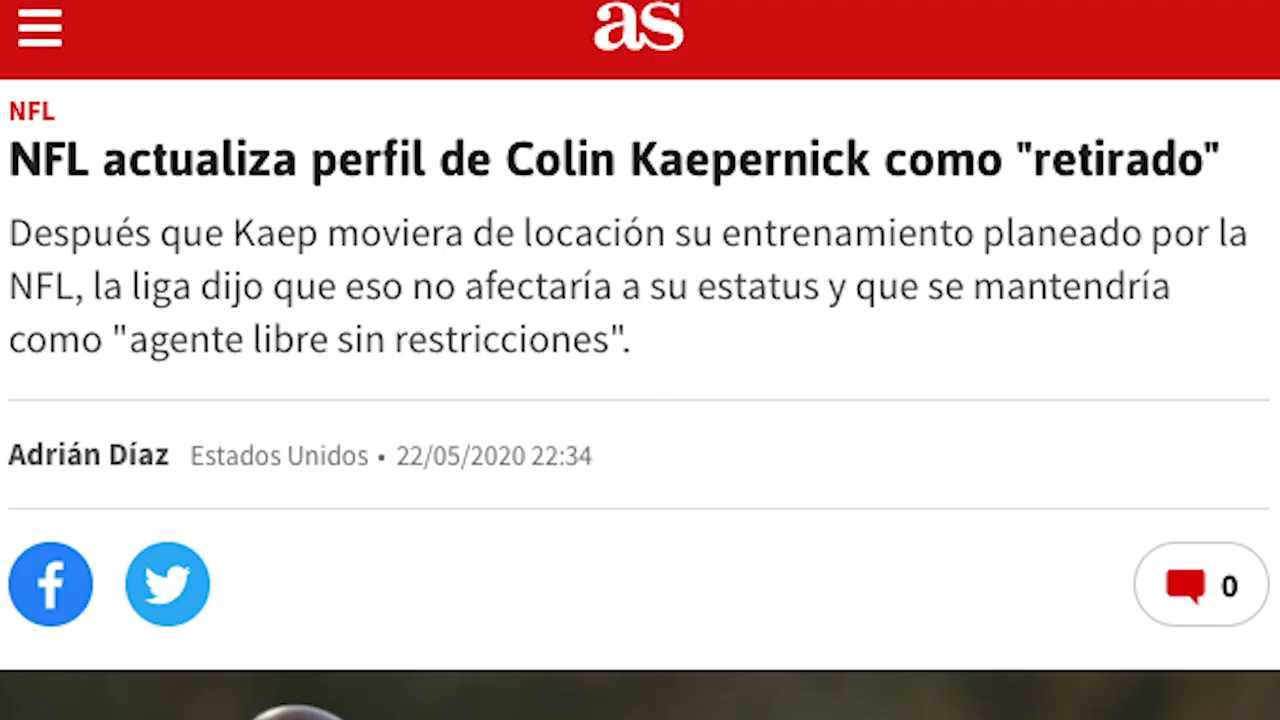 as
NFL
NFL actualiza perfil de Colin Kaepernick como "retirado"
Después que Kaep moviera de locación su entrenamiento planeado por la
NFL, la liga dijo que eso no afectaría a su estatus y que se mantendría
como "agente libre sin restricciones".
Adrián Díaz Estados Unidos • 22/05/2020 22:34
0